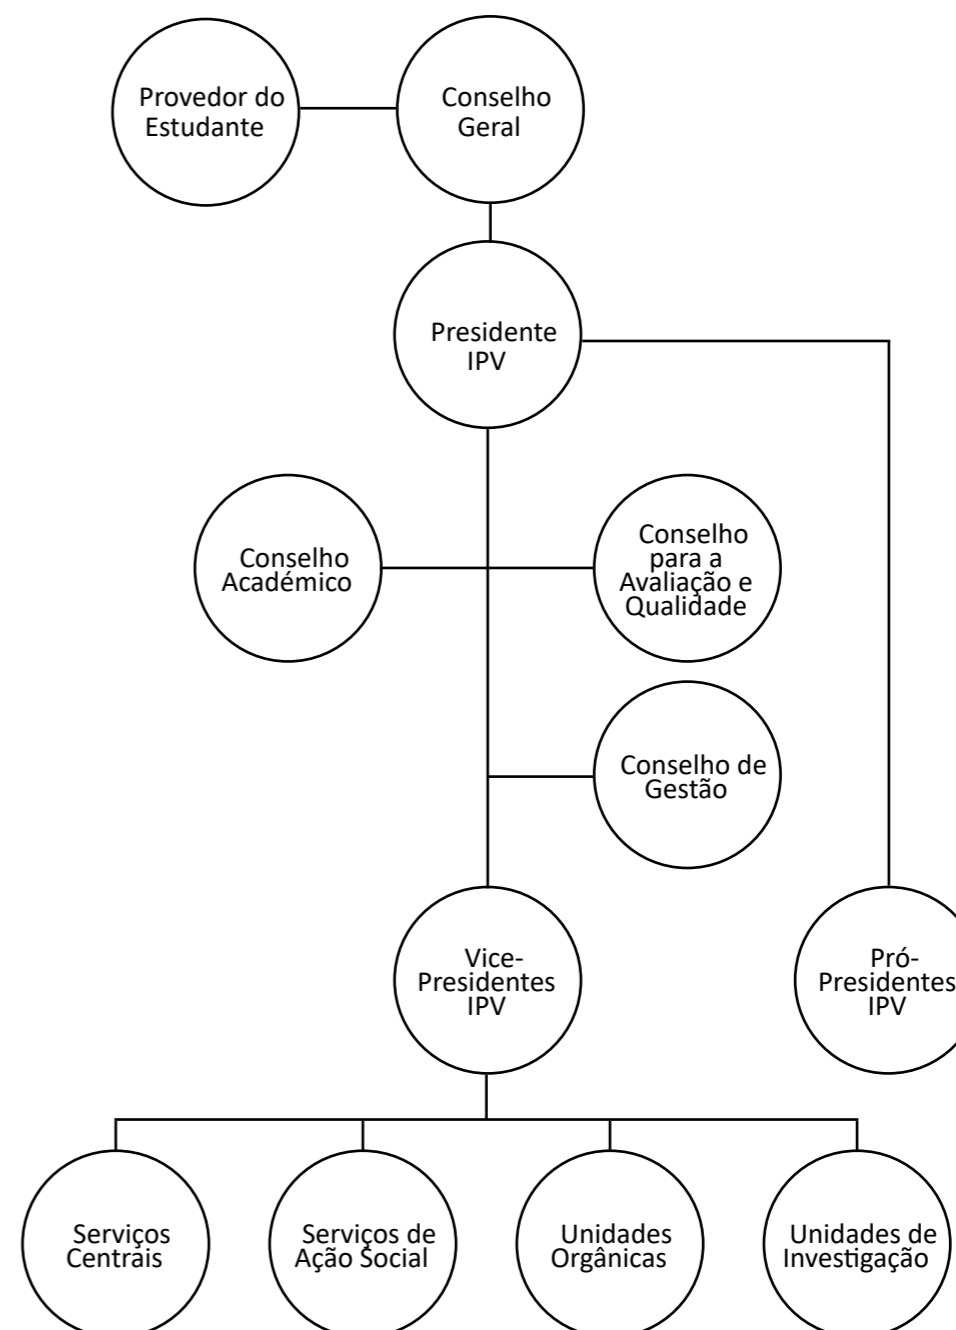 Provedor do
Estudante
Conselho
Geral
Presidente
IPV
Conselho
Académico
Conselho
para a
Avaliação e
Qualidade
Conselho de
Gestão
Vice-
Presidentes
IPV
Pró-
Presidentes
IPV
Serviços
Centrais
Serviços de
Ação Social
Unidades
Orgânicas
Unidades de
Investigação